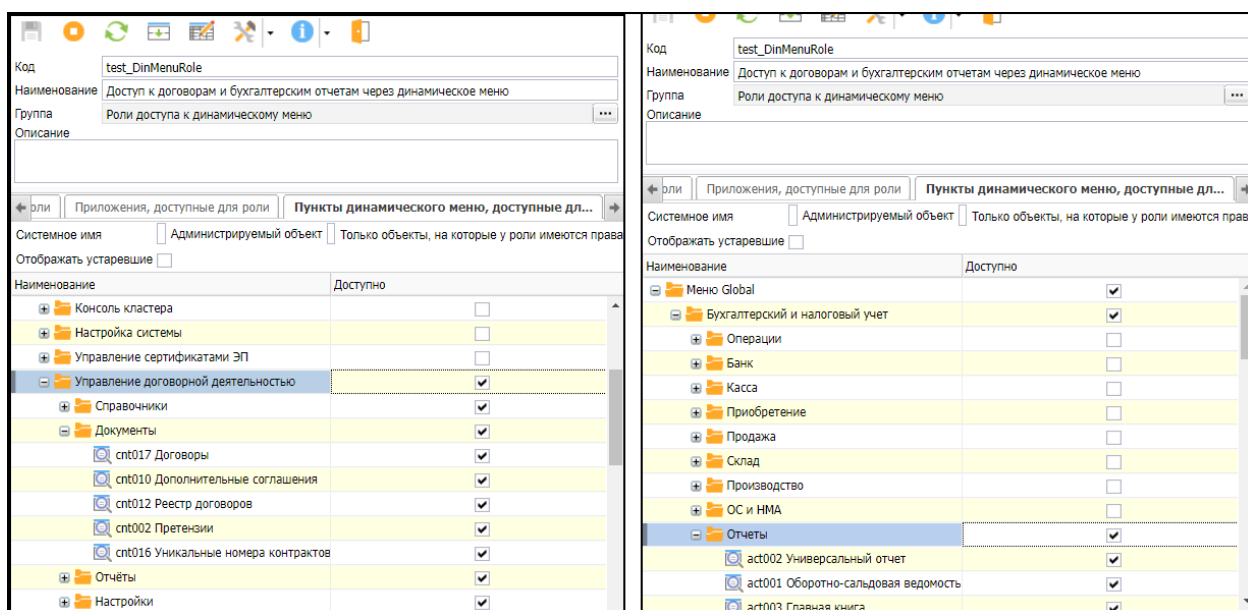 Код test_DinMenuRole
Наименование Доступ к договорам и бухгалтерским отчетам через динамическое меню
Группа Роли доступа к динамическому меню ...
Описание
оли Приложения, доступные для роли Пункты динамического меню, доступные дл...
Системное имя Администрируемый объект Только объекты, на которые у роли имеются права
Отображать устаревшие
Наименование Доступно
Консоль кластера
Настройка системы
Управление сертификатами ЭП
Управление договорной деятельностью
Справочники
Документы
cnt017 Договоры
cnt010 Дополнительные соглашения
cnt012 Реестр договоров
cnt002 Претензии
cnt016 Уникальные номера контрактов
Отчёты
Настройки
Код test_DinMenuRole
Наименование Доступ к договорам и бухгалтерским отчетам через динамическое меню
Группа Роли доступа к динамическому меню ...
Описание
оли Приложения, доступные для роли Пункты динамического меню, доступные дл...
Системное имя Администрируемый объект Только объекты, на которые у роли имеются прав
Отображать устаревшие
Наименование Доступно
Меню Global
Бухгалтерский и налоговый учет
Операции
Банк
Касса
Приобретение
Продажа
Склад
Производство
ОС и НМА
Отчеты
act002 Универсальный отчет
act001 Оборотно-сальдовая ведомость
act003 Главная книга